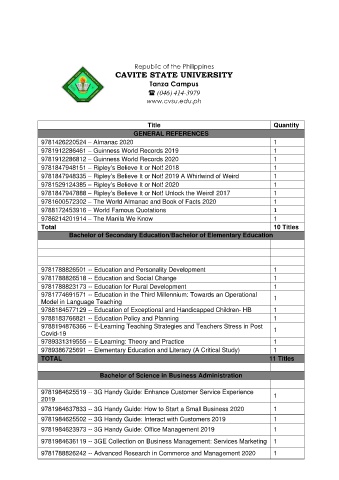 Republic of the Philippines
CAVITE STATE UNIVERSITY
Tanza Campus
☎ (046) 414-3979
www.cvsu.edu.ph
Title Quantity
GENERAL REFERENCES
9781426220524 -- Almanac 2020 1
9781912286461 -- Guinness World Records 2019 1
9781912286812 -- Guinness World Records 2020 1
9781847948151 -- Ripley's Believe It or Not! 2018 1
9781847948335 -- Ripley's Believe It or Not! 2019 A Whirlwind of Weird 1
9781529124385 -- Ripley's Believe It or Not! 2020 1
9781847947888 -- Ripley's Believe It or Not! Unlock the Weird! 2017 1
9781600572302 -- The World Almanac and Book of Facts 2020 1
9788172453916 -- World Famous Quotations 1
9786214201914 -- The Manila We Know 1
Total 10 Titles
Bachelor of Secondary Education/Bachelor of Elementary Education
9781788826501 -- Education and Personality Development 1
9781788826518 -- Education and Social Change 1
9781788823173 -- Education for Rural Development 1
9781774691571 -- Education in the Third Millennium: Towards an Operational
Model in Language Teaching 1
9788184577129 -- Education of Exceptional and Handicapped Children- HB 1
9788183766821 -- Education Policy and Planning 1
9788194876366 -- E-Learning Teaching Strategies and Teachers Stress in Post
Covid-19 1
9789331319555 -- E-Learning: Theory and Practice 1
9789386725691 -- Elementary Education and Literacy (A Critical Study) 1
TOTAL 11 Titles
Bachelor of Science in Business Administration
9781984625519 -- 3G Handy Guide: Enhance Customer Service Experience
2019 1
9781984637833 -- 3G Handy Guide: How to Start a Small Business 2020 1
9781984625502 -- 3G Handy Guide: Interact with Customers 2019 1
9781984623973 -- 3G Handy Guide: Office Management 2019 1
9781984636119 -- 3GE Collection on Business Management: Services Marketing 1
9781788826242 -- Advanced Research in Commerce and Management 2020 1